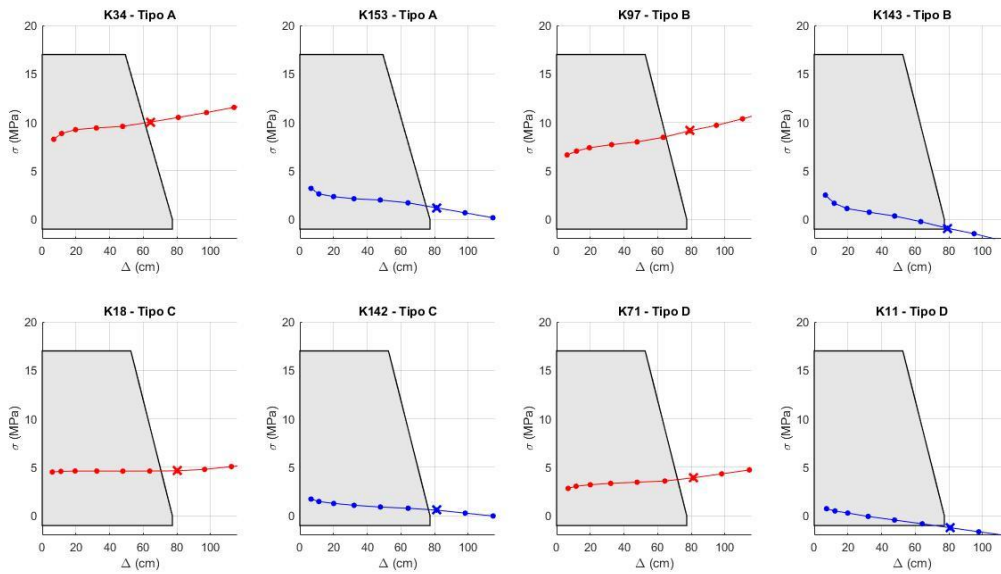 K34 - Tipo A
20
15
10
5
0
σ (MPa)
0 20 40 60 80 100
Δ (cm)
K153 - Tipo A
20
15
10
5
0
σ (MPa)
0 20 40 60 80 100
Δ (cm)
K97 - Tipo B
20
15
10
5
0
σ (MPa)
0 20 40 60 80 100
Δ (cm)
K143 - Tipo B
20
15
10
5
0
σ (MPa)
0 20 40 60 80 100
Δ (cm)
K18 - Tipo C
20
15
10
5
0
σ (MPa)
0 20 40 60 80 100
Δ (cm)
K142 - Tipo C
20
15
10
5
0
σ (MPa)
0 20 40 60 80 100
Δ (cm)
K71 - Tipo D
20
15
10
5
0
σ (MPa)
0 20 40 60 80 100
Δ (cm)
K11 - Tipo D
20
15
10
5
0
σ (MPa)
0 20 40 60 80 100
Δ (cm)